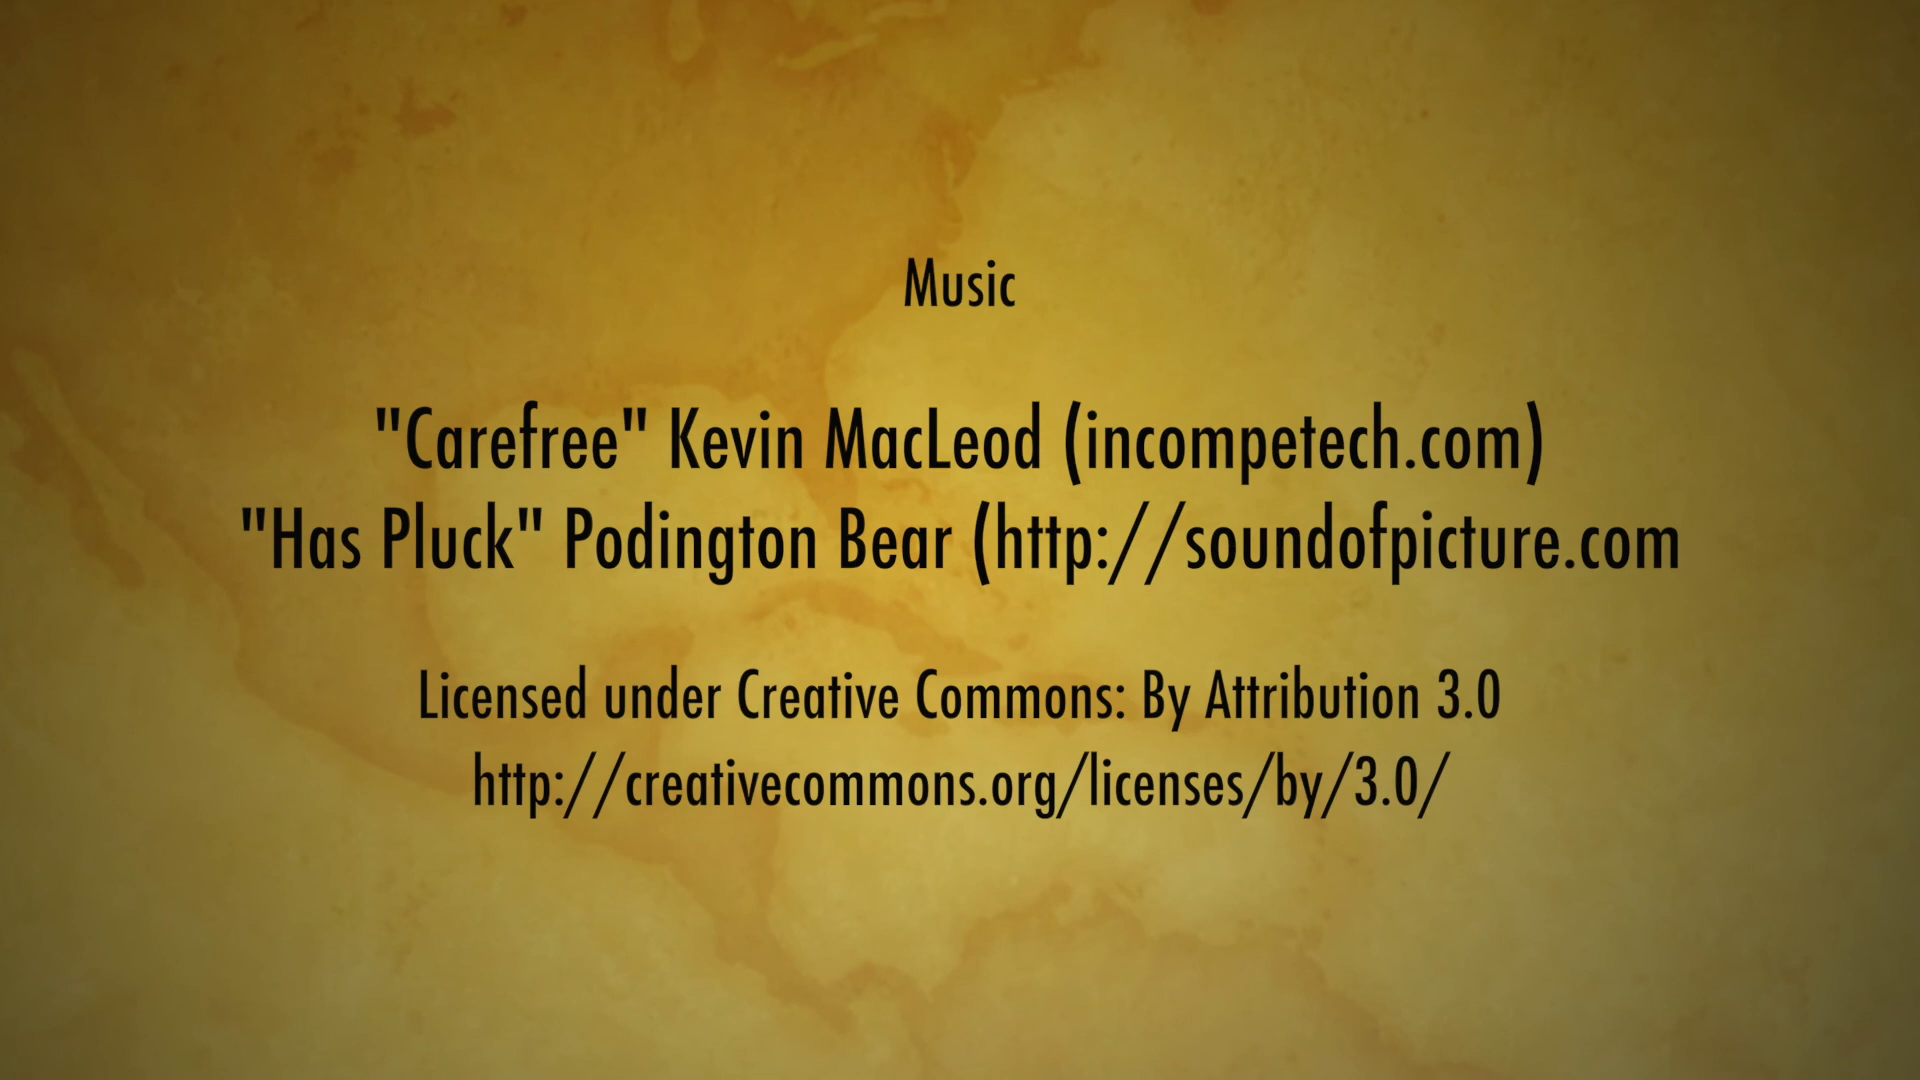 Music
"Carefree" Kevin MacLeod (incompetech.com)
"Has Pluck" Podington Bear (http://soundofpicture.com
Licensed under Creative Commons: By Attribution 3.0
http://creativecommons.org/licenses/by/3.0/